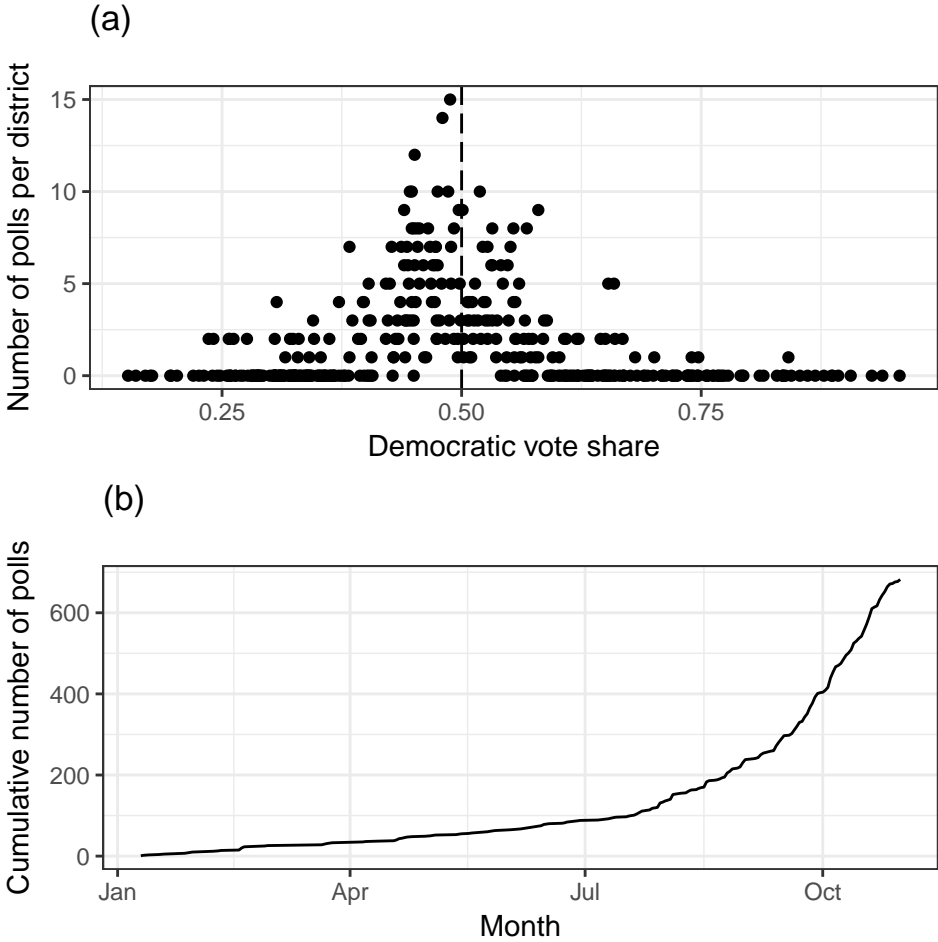 (a)
Number of polls per district
15
10
5
0
0.25 0.50 0.75
Democratic vote share
(b)
Cumulative number of polls
600
400
200
0
Jan Apr Jul Oct
Month